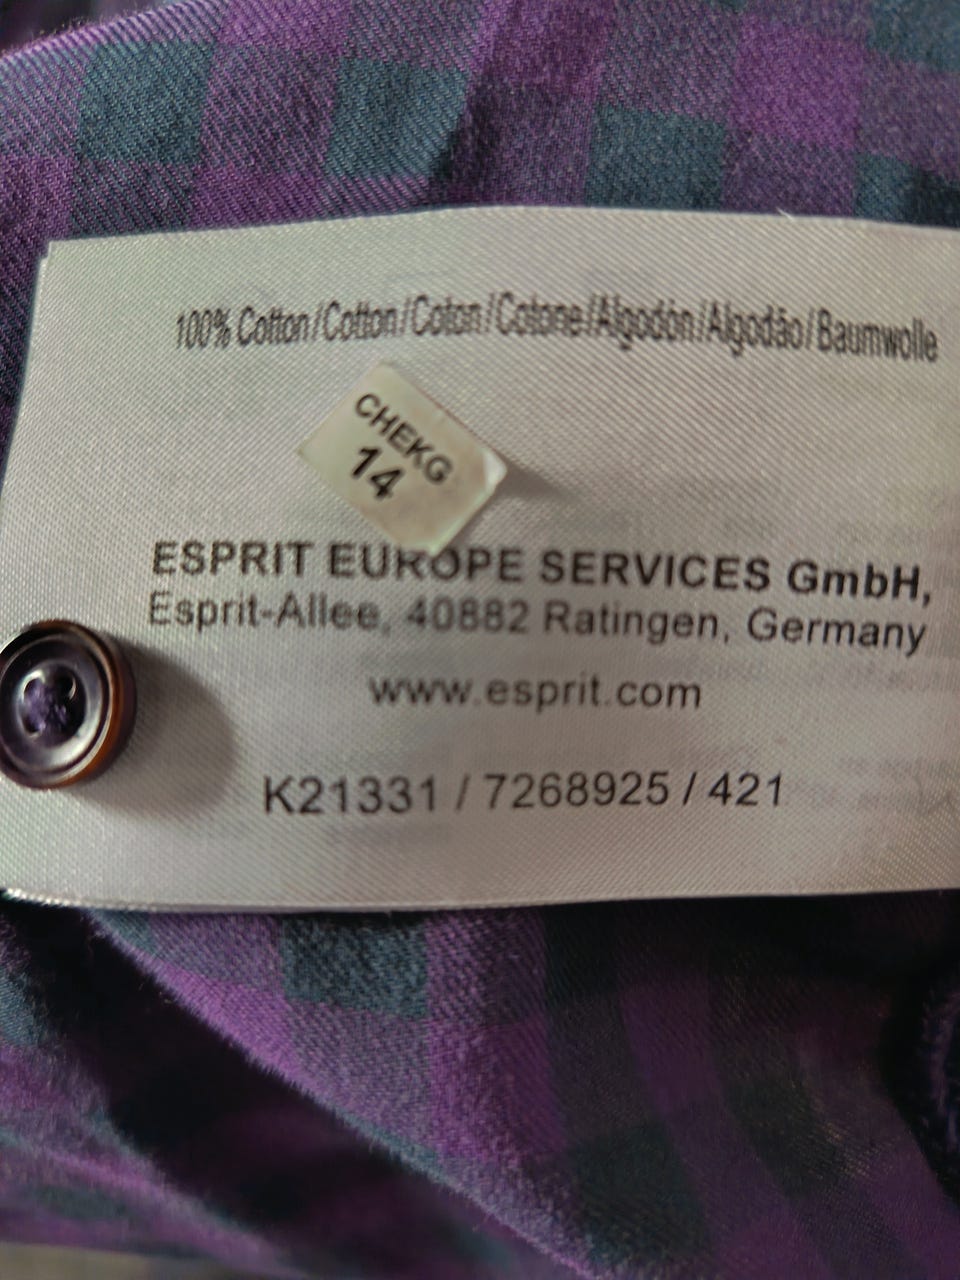 100% Cotton/Cotton/Coton/Cotone/Algodón/Algodão/Baumwolle
CHEKG
14
ESPRIT EUROPE SERVICES GmbH,
Esprit-Allee, 40882 Ratingen, Germany
www.esprit.com
K21331 / 7268925 / 421